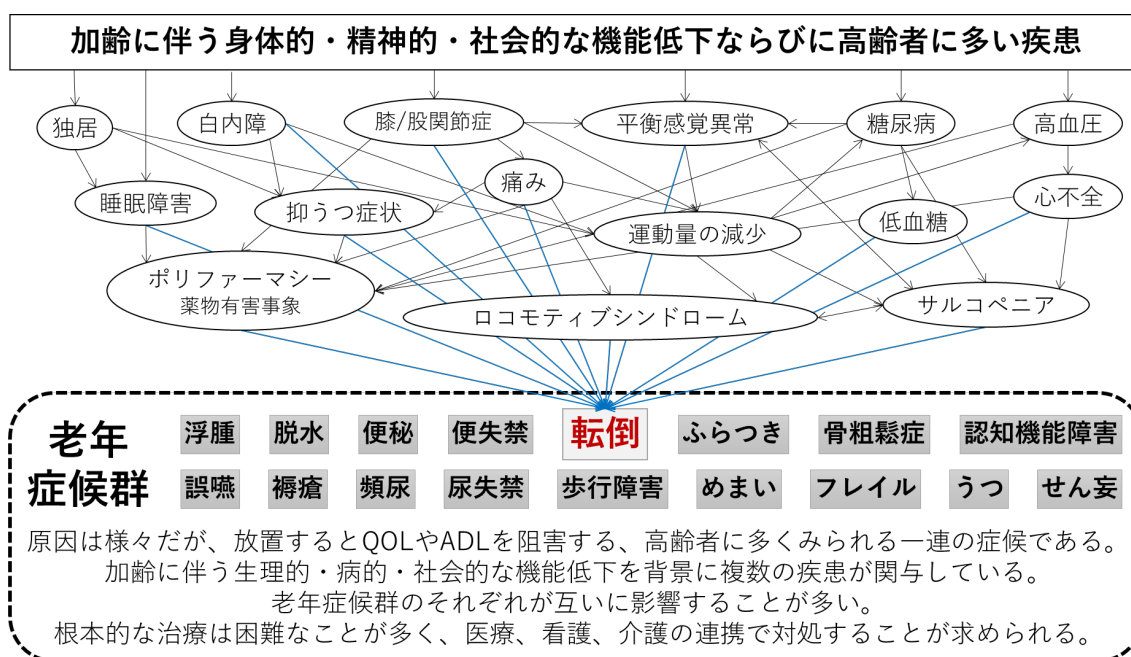 加齢に伴う身体的・精神的・社会的な機能低下ならびに高齢者に多い疾患
独居
白内障
膝/股関節症
平衡感覚異常
糖尿病
高血圧
睡眠障害
抑うつ症状
痛み
運動量の減少
低血糖
心不全
ポリファーマシー
薬物有害事象
ロコモティブシンドローム
サルコペニア
老年
症候群
浮腫
脱水
便秘
便失禁
転倒
ふらつき
骨粗鬆症
認知機能障害
誤嚥
褥瘡
頻尿
尿失禁
歩行障害
めまい
フレイル
うつ
せん妄
原因は様々だが、放置するとQOLやADLを阻害する、高齢者に多くみられる一連の症候である。
加齢に伴う生理的・病的・社会的な機能低下を背景に複数の疾患が関与している。
老年症候群のそれぞれが互いに影響することが多い。
根本的な治療は困難なことが多く、医療、看護、介護の連携で対処することが求められる。